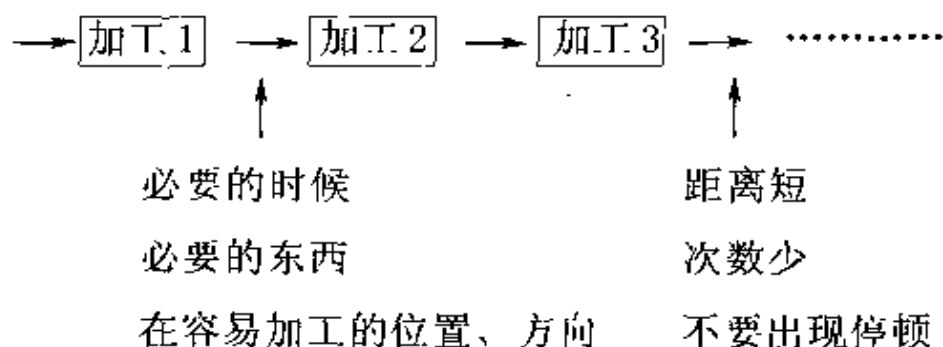 加工1 加工2 加工3 …………
必要的时候 距离短
必要的东西 次数少
在容易加工的位置、方向 不要出现停顿